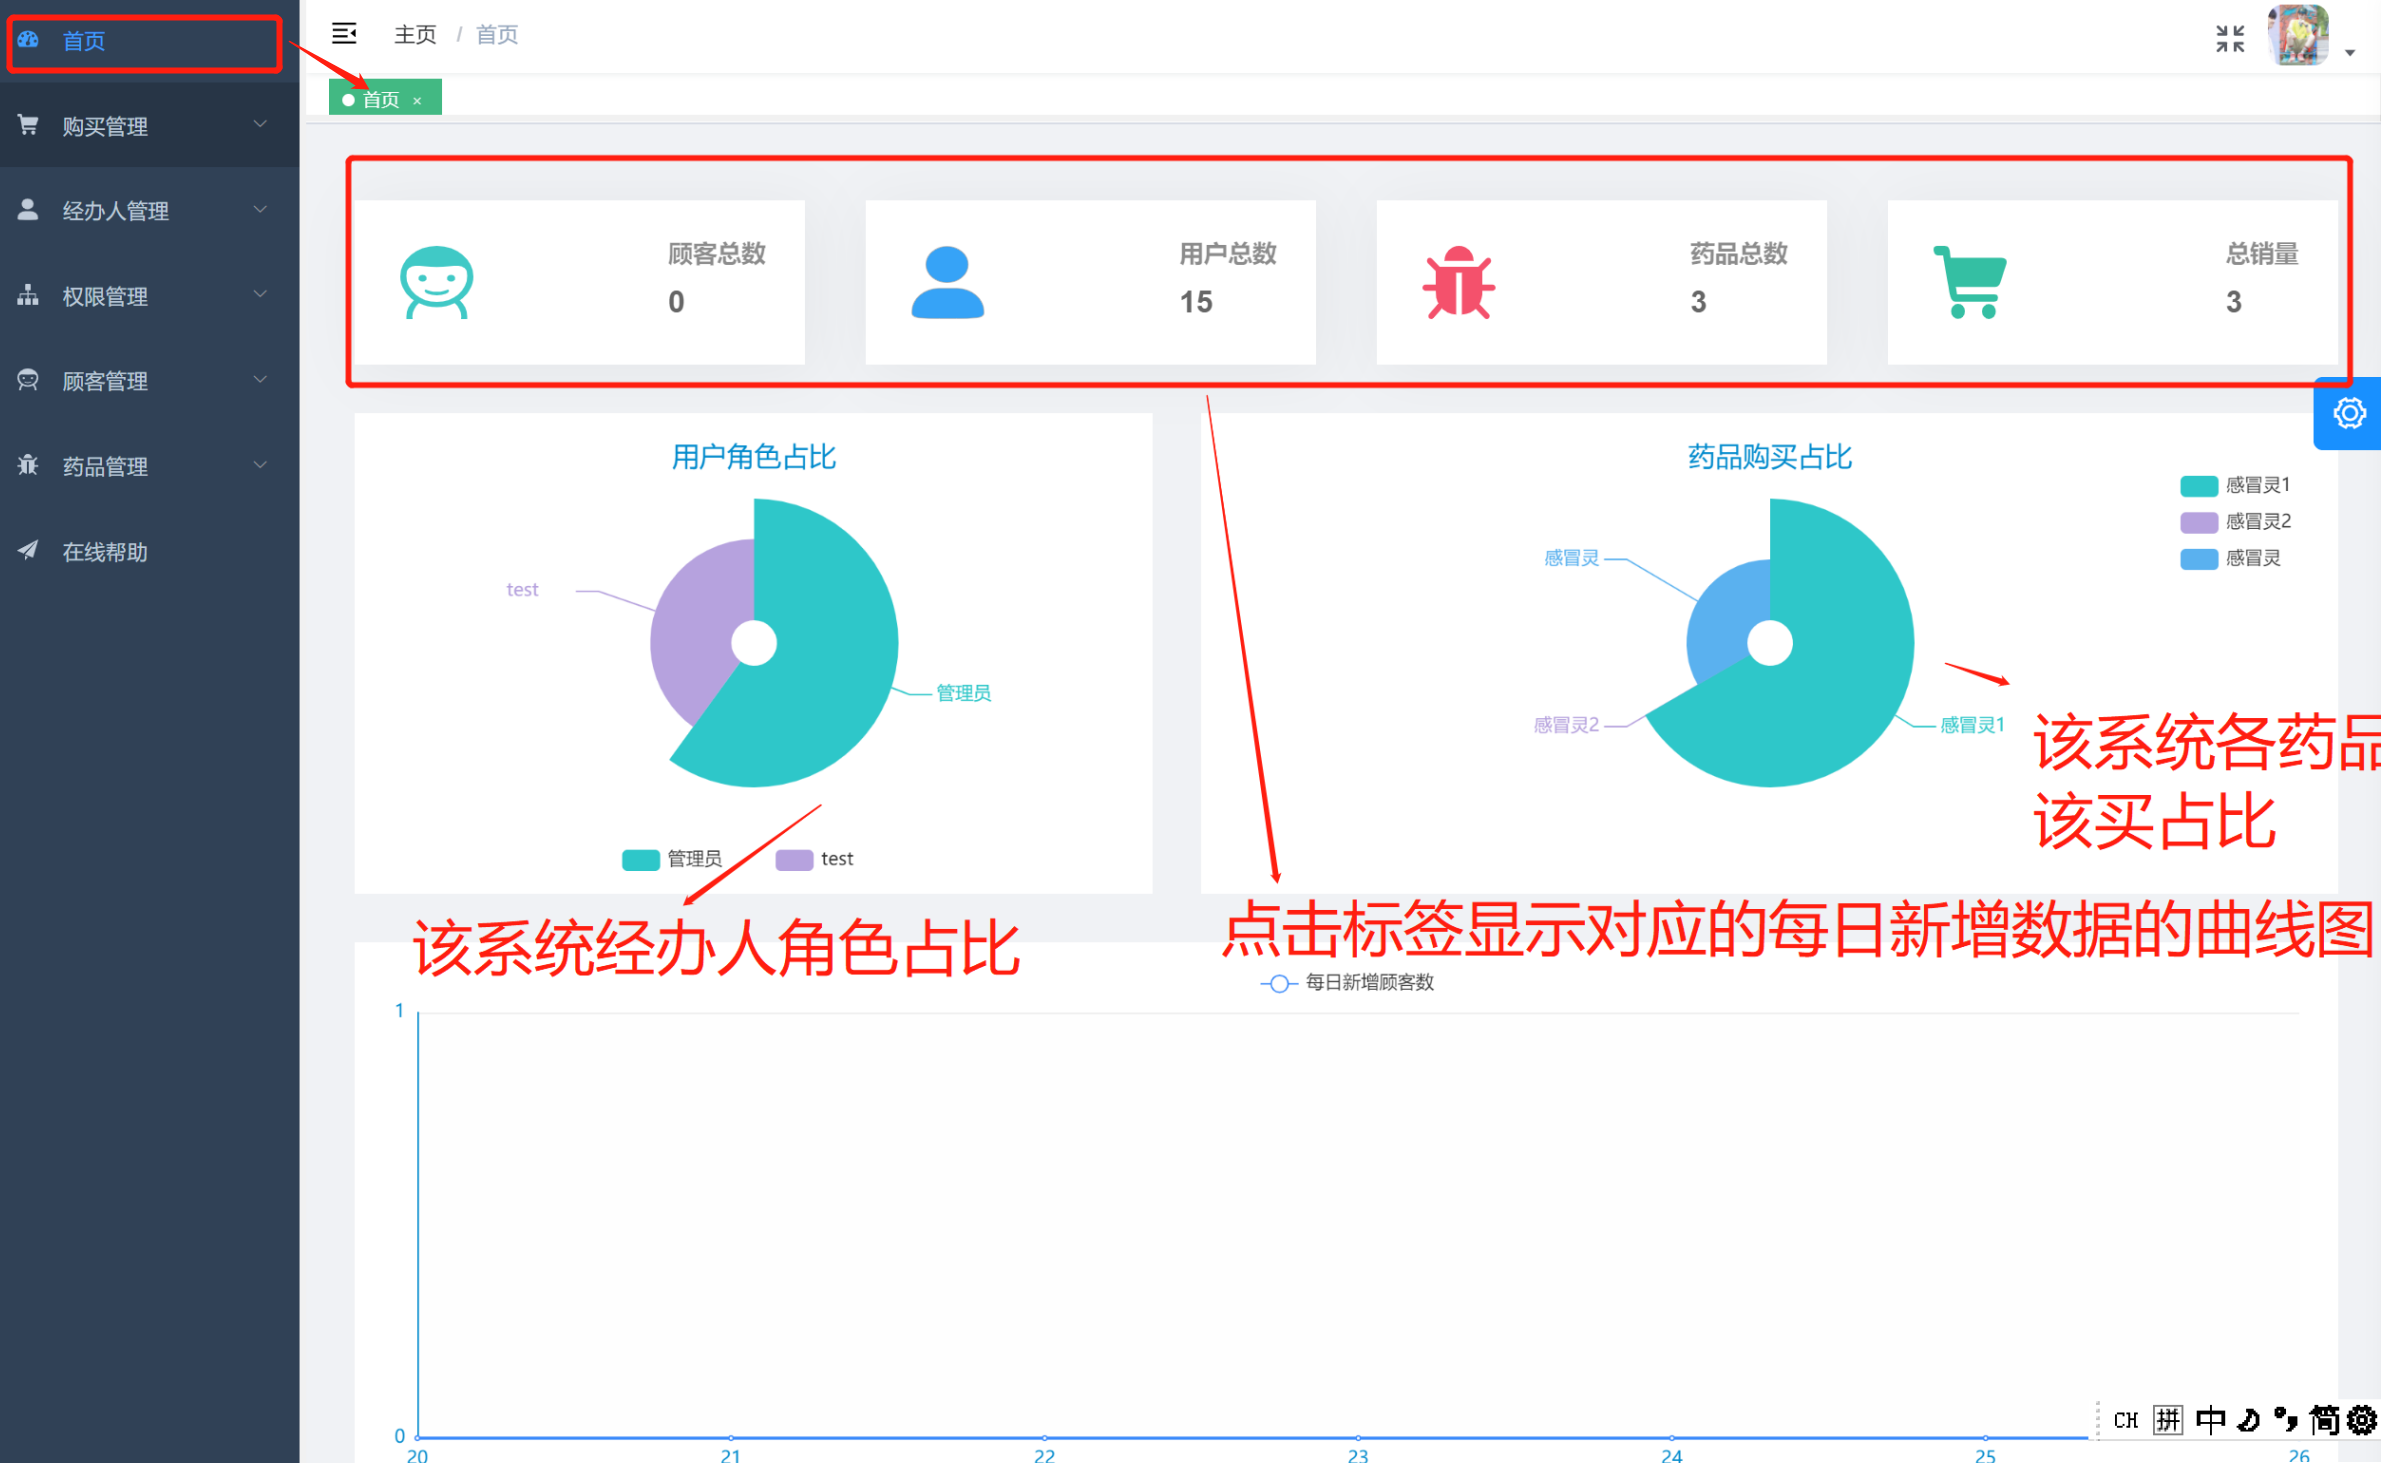 首页
购买管理
经办人管理
权限管理
顾客管理
药品管理
在线帮助
主页 / 首页
首页 ×
顾客总数
0
用户总数
15
药品总数
3
总销量
3
用户角色占比
test
管理员
管理员 test
该系统经办人角色占比
药品购买占比
感冒灵1
感冒灵2
感冒灵
感冒灵
感冒灵2
感冒灵1
该系统各药品
该买占比
点击标签显示对应的每日新增数据的曲线图
每日新增顾客数
1
0
20 21 22 23 24 25 26
CH 拼 中 简